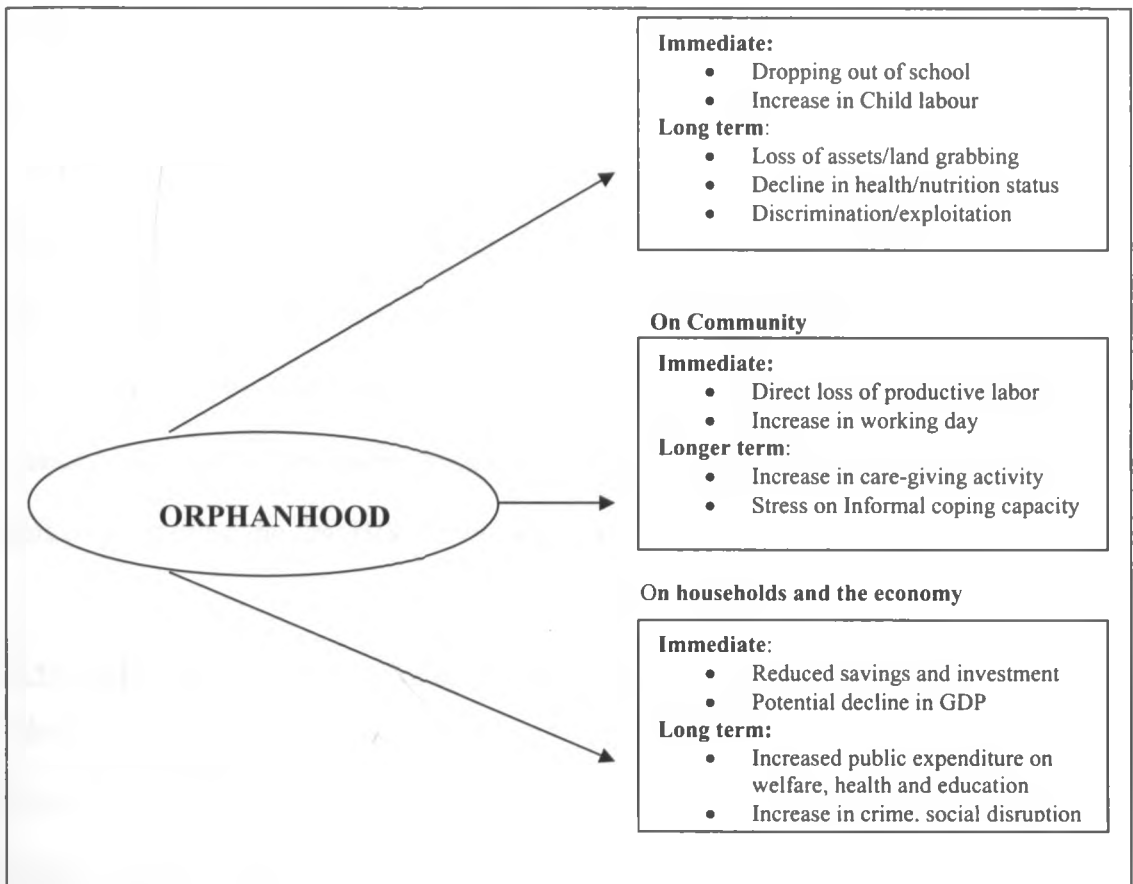 Immediate:
• Dropping out of school
• Increase in Child labour
Long term:
• Loss of assets/land grabbing
• Decline in health/nutrition status
• Discrimination/exploitation
On Community
Immediate:
• Direct loss of productive labor
• Increase in working day
Longer term:
• Increase in care-giving activity
• Stress on Informal coping capacity
ORPHANHOOD
On households and the economy
Immediate:
• Reduced savings and investment
• Potential decline in GDP
Long term:
• Increased public expenditure on
welfare, health and education
• Increase in crime, social disruption